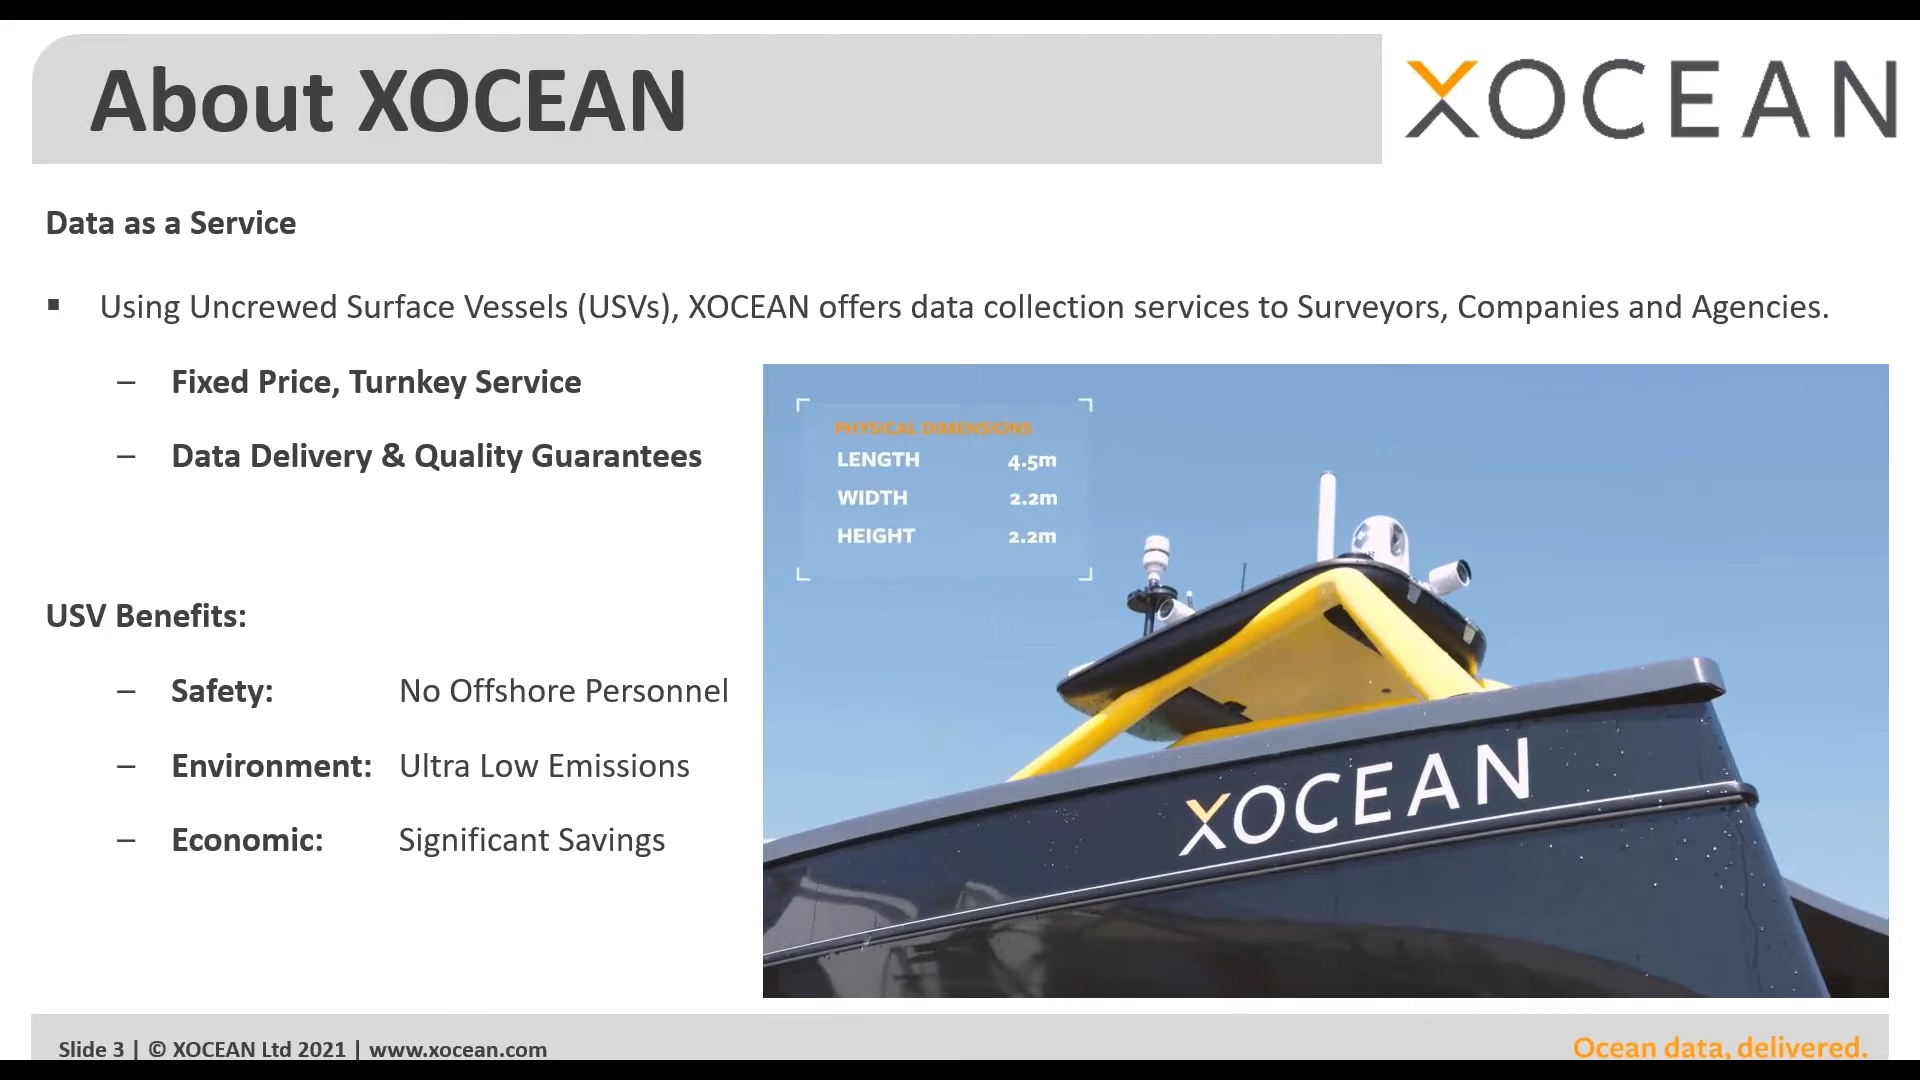 About XOCEAN
XOCEAN
Data as a Service
▪ Using Uncrewed Surface Vessels (USVs), XOCEAN offers data collection services to Surveyors, Companies and Agencies.
– Fixed Price, Turnkey Service
– Data Delivery & Quality Guarantees
PHYSICAL DIMENSIONS
LENGTH 4.5m
WIDTH 2.2m
HEIGHT 2.2m
XOCEAN
USV Benefits:
– Safety: No Offshore Personnel
– Environment: Ultra Low Emissions
– Economic: Significant Savings
Slide 3 | © XOCEAN Ltd 2021 | www.xocean.com
Ocean data, delivered.